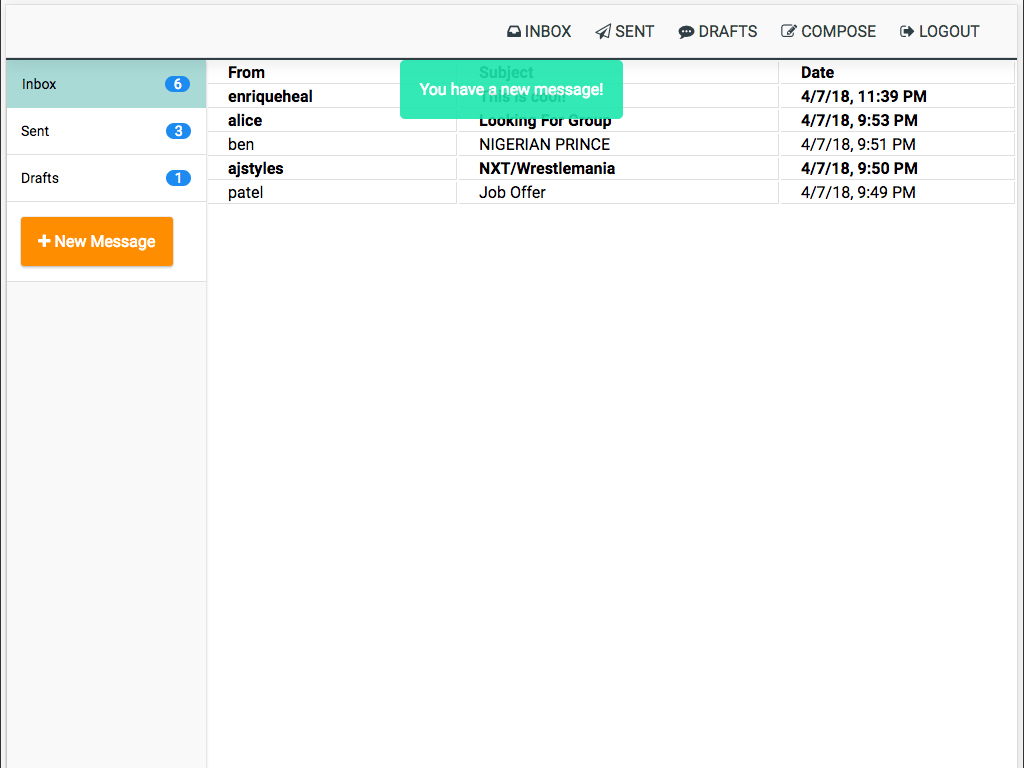 INBOX SENT DRAFTS COMPOSE LOGOUT
Inbox 6
Sent 3
Drafts 1
New Message
From Subject Date
You have a new message!
enriqueheal This is cool! 4/7/18, 11:39 PM
alice Looking For Group 4/7/18, 9:53 PM
ben NIGERIAN PRINCE 4/7/18, 9:51 PM
ajstyles NXT/Wrestlemania 4/7/18, 9:50 PM
patel Job Offer 4/7/18, 9:49 PM